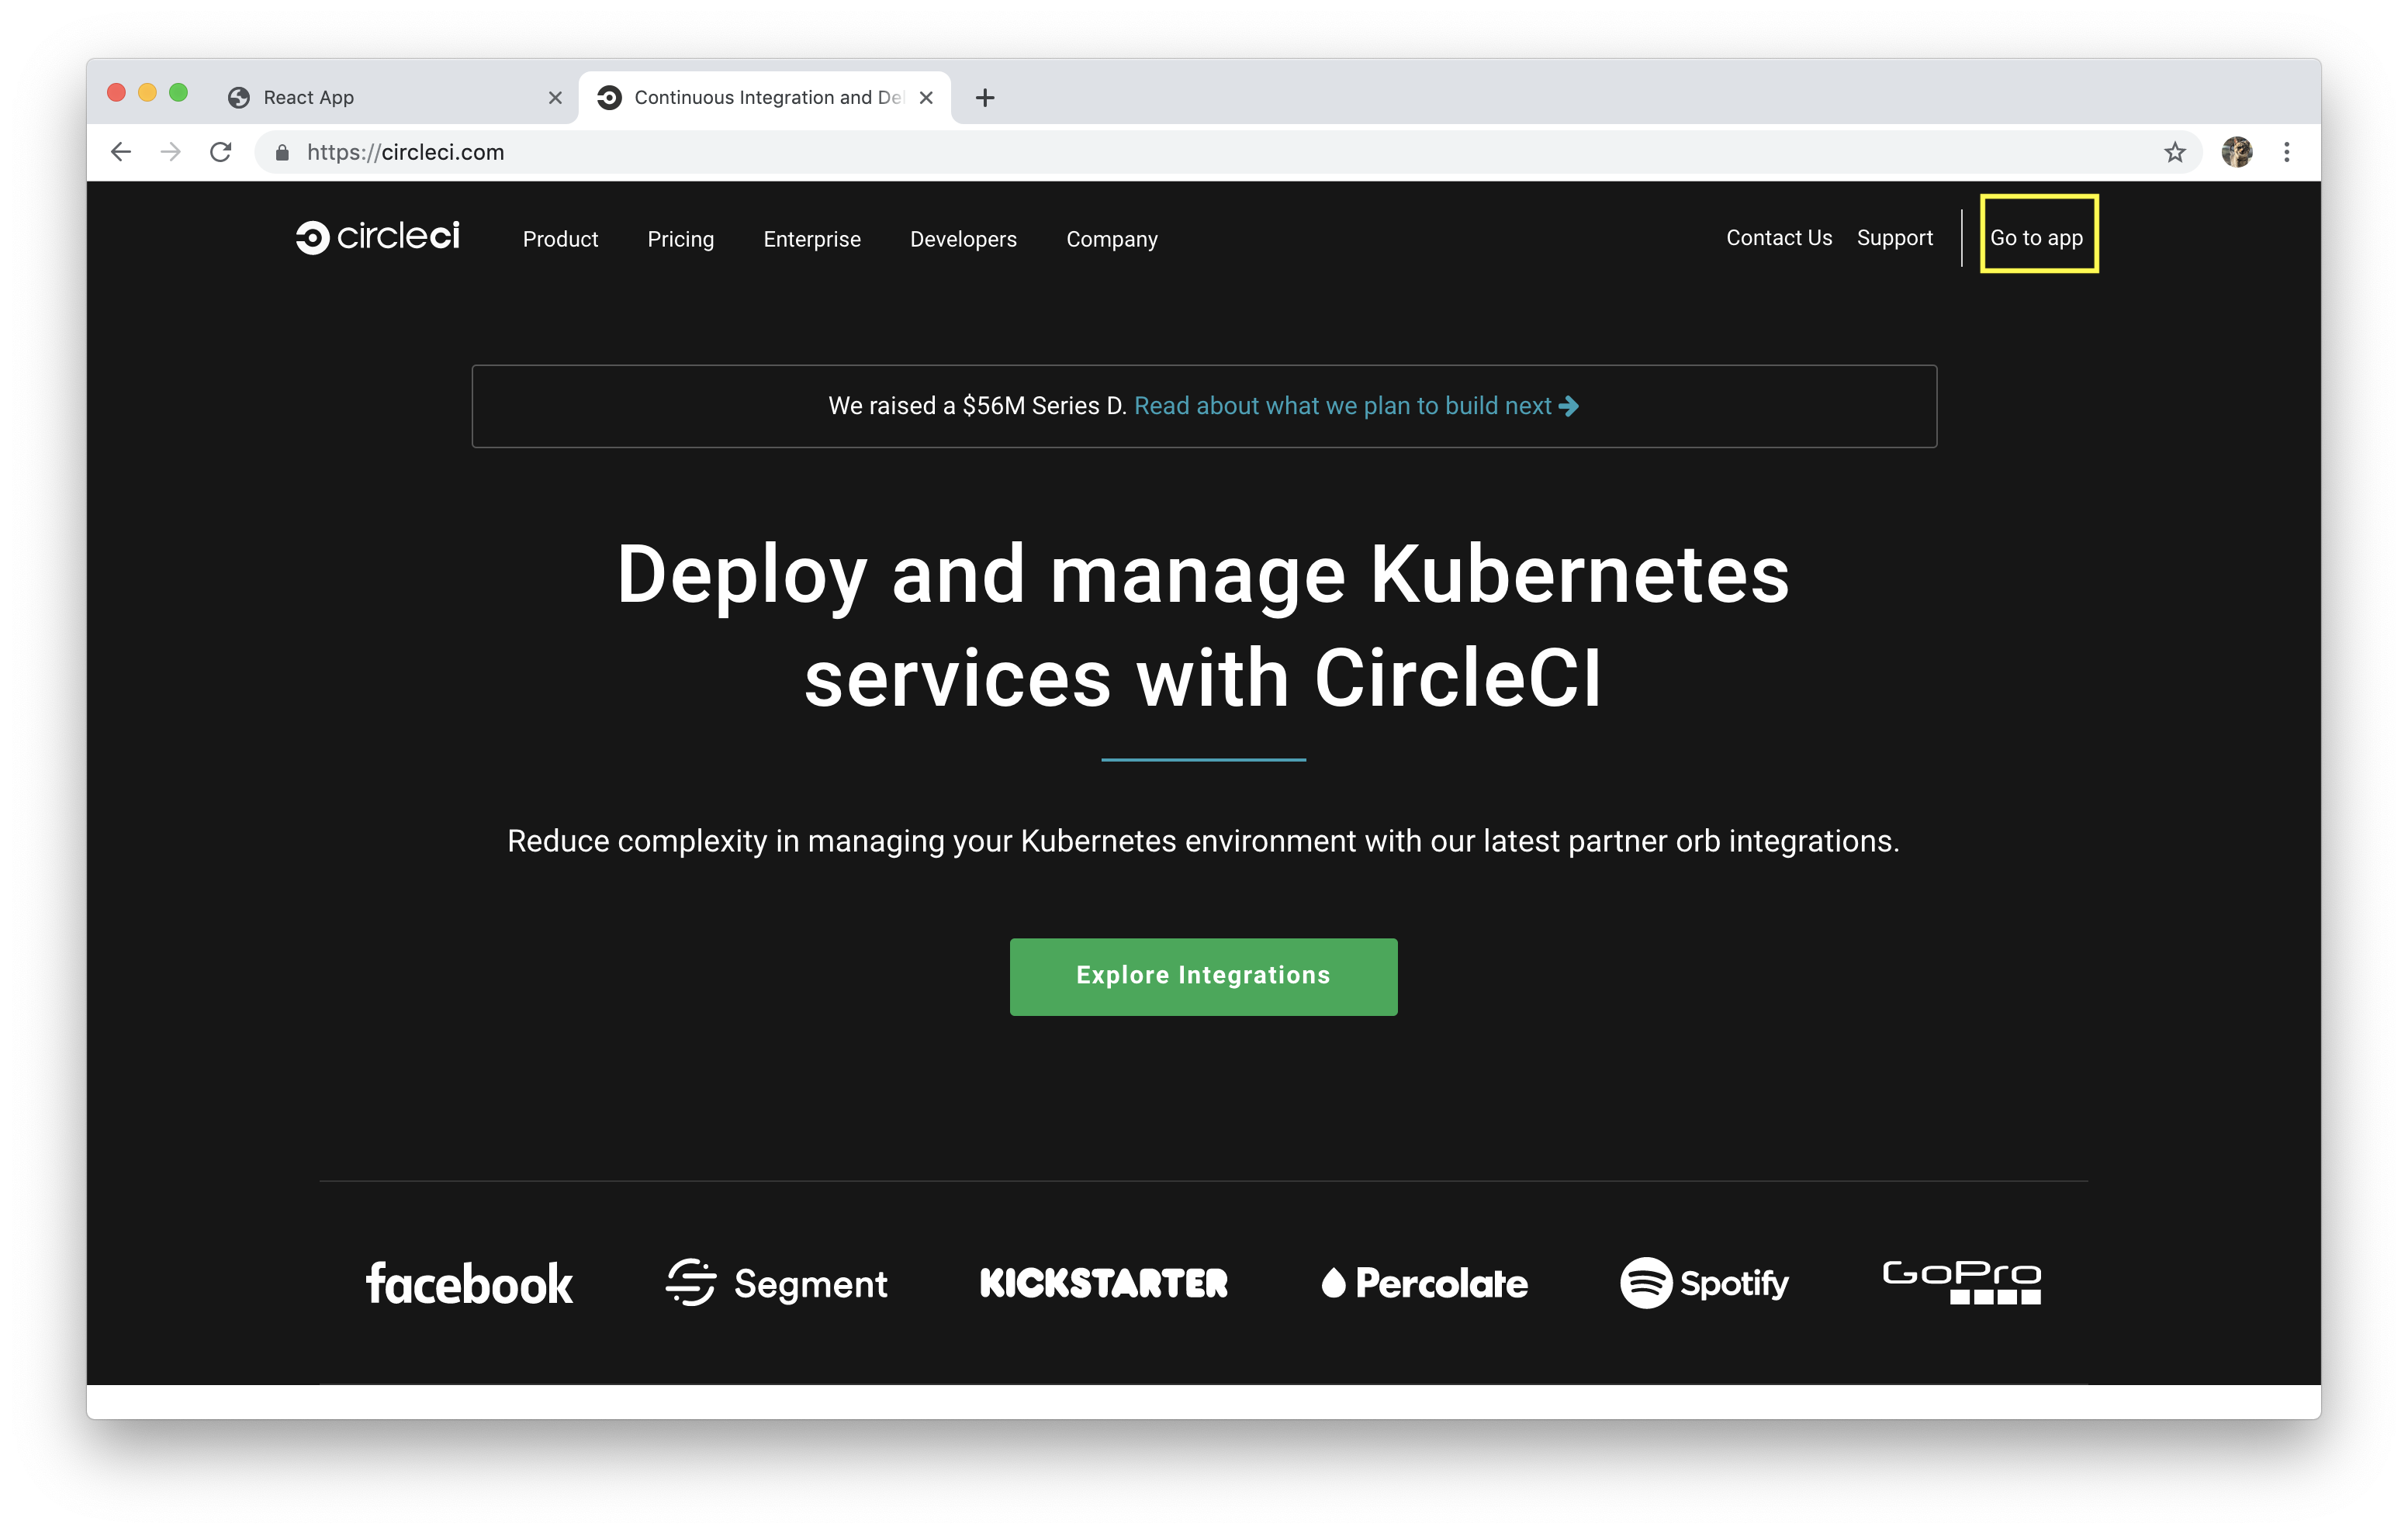 React App
Continuous Integration and De
https://circleci.com
circleci
Product Pricing Enterprise Developers Company
Contact Us Support Go to app
We raised a $56M Series D. Read about what we plan to build next
Deploy and manage Kubernetes
services with CircleCI
Reduce complexity in managing your Kubernetes environment with our latest partner orb integrations.
Explore Integrations
facebook Segment KICKSTARTER Percolate Spotify GoPro